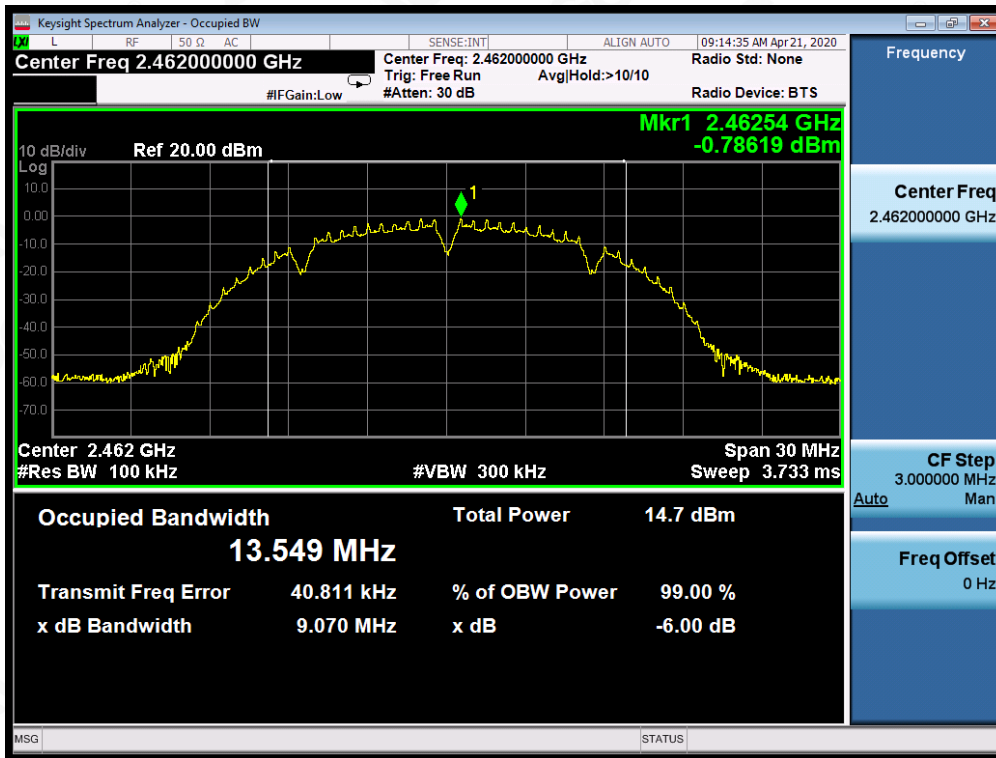 Keysight Spectrum Analyzer - Occupied BW
LXI L RF 50 Ω AC SENSE:INT ALIGN AUTO 09:14:35 AM Apr 21, 2020
Center Freq 2.462000000 GHz
Center Freq: 2.462000000 GHz Radio Std: None
Trig: Free Run Avg|Hold:>10/10
#IFGain:Low #Atten: 30 dB Radio Device: BTS
Mkr1 2.46254 GHz
10 dB/div Ref 20.00 dBm -0.78619 dBm
Log
10.0
1
0.00
-10.0
-20.0
-30.0
-40.0
-50.0
-60.0
-70.0
Center 2.462 GHz Span 30 MHz
#Res BW 100 kHz #VBW 300 kHz Sweep 3.733 ms
Occupied Bandwidth Total Power 14.7 dBm
13.549 MHz
Transmit Freq Error 40.811 kHz % of OBW Power 99.00 %
x dB Bandwidth 9.070 MHz x dB -6.00 dB
MSG STATUS
Frequency
Center Freq
2.462000000 GHz
CF Step
3.000000 MHz
Auto Man
Freq Offset
0 Hz